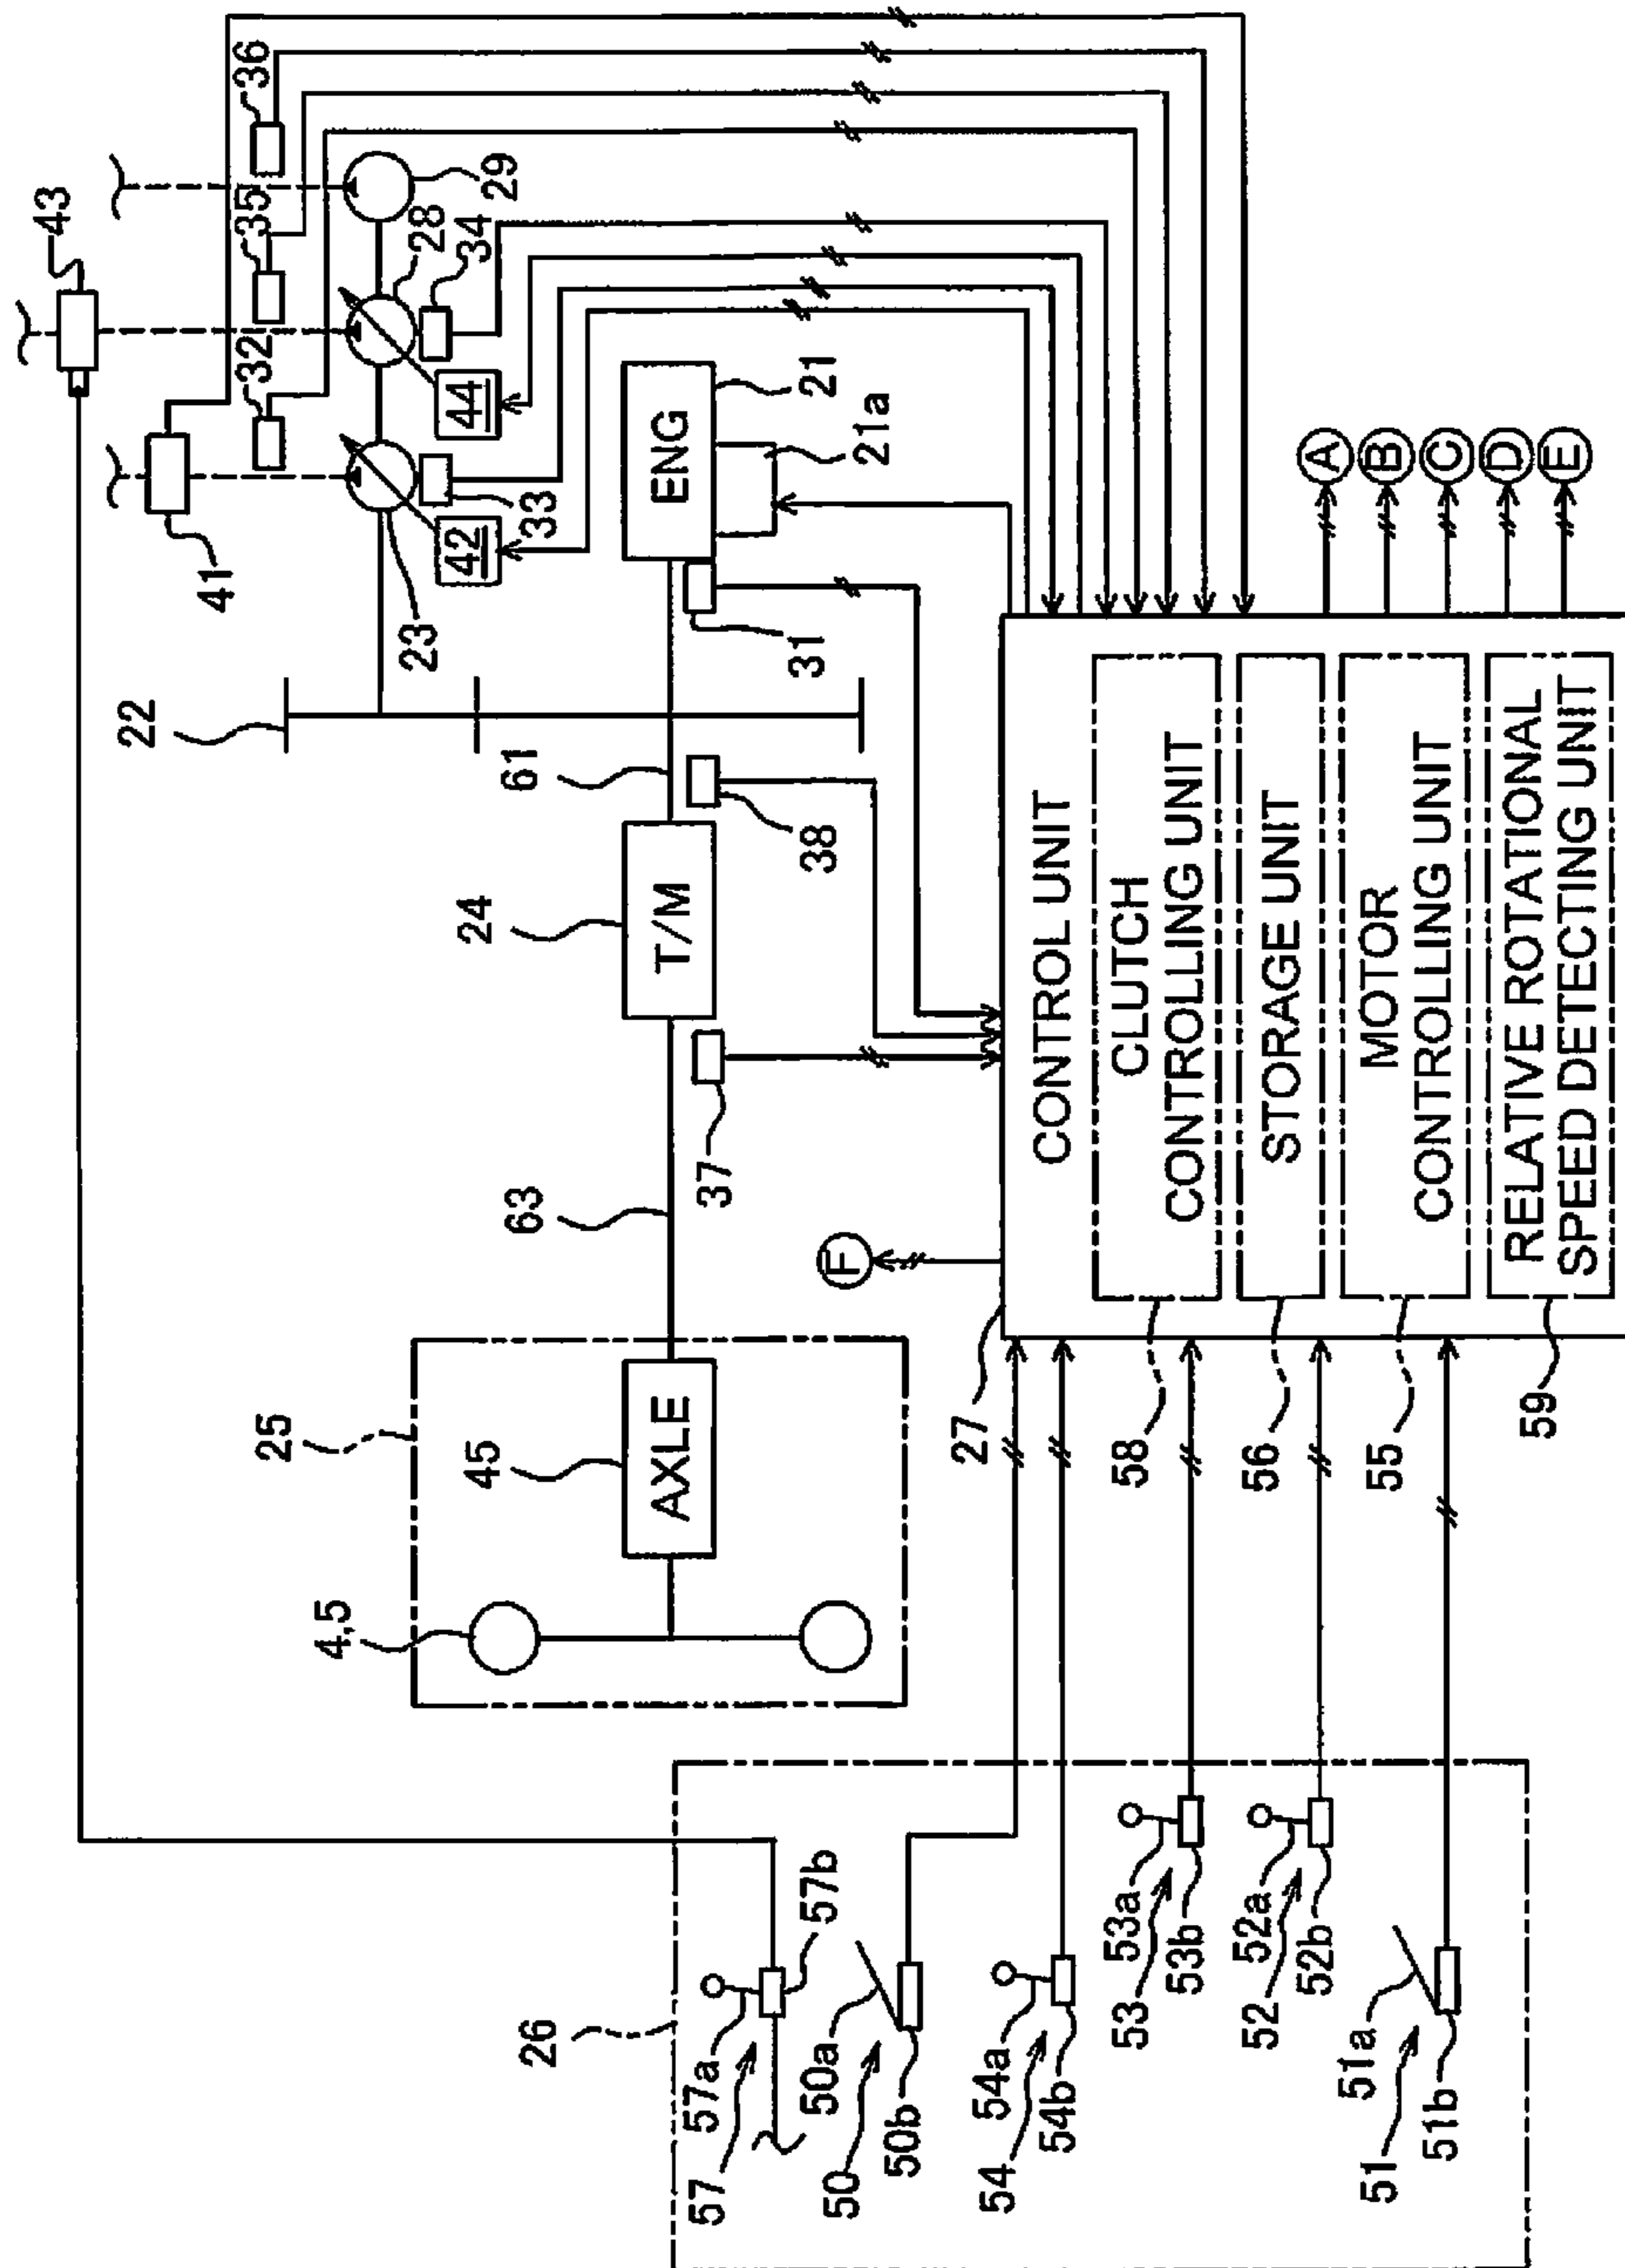 43
41
32
35
36
22
23
28
29
33
34
42
44
25
4,5
45
AXLE
63
24
T/M
61
ENG
21
21a
37
38
31
26
57a
57
57b
50a
50
50b
54a
54
54b
53a
53
53b
52a
52
52b
51a
51
51b
F
27
CONTROL UNIT
58
CLUTCH
CONTROLLING UNIT
56
STORAGE UNIT
55
MOTOR
CONTROLLING UNIT
59
RELATIVE ROTATIONAL
SPEED DETECTING UNIT
A
B
C
D
E